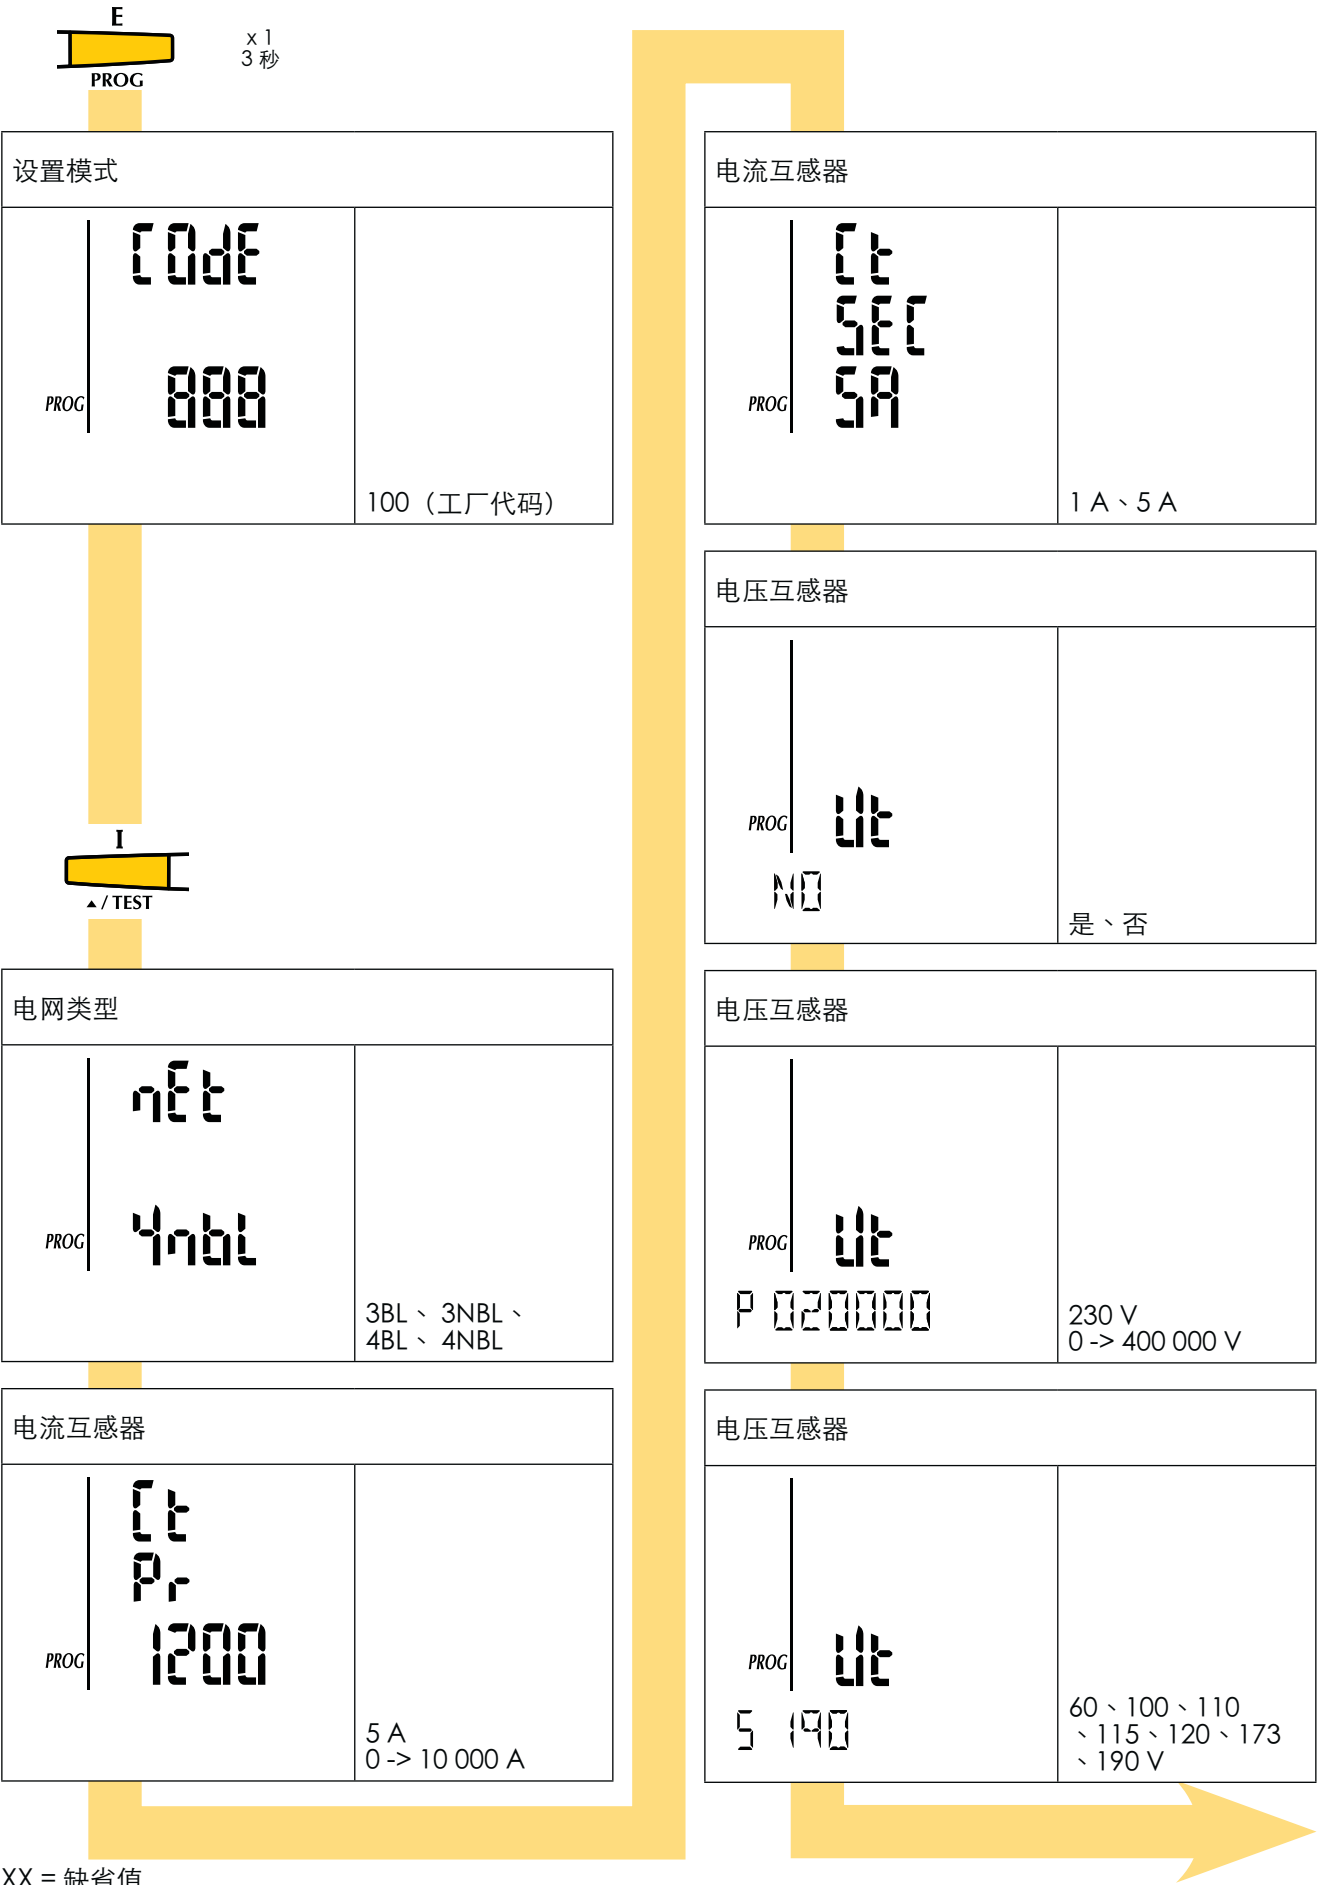 E
x 1
3 秒
PROG
设置模式
CODE
PROG
888
100（工厂代码）
I
▲ / TEST
电网类型
nEt
PROG
4nbL
3BL、 3NBL、
4BL、 4NBL
电流互感器
Ct
Pr
PROG
1200
5 A
0 -> 10 000 A
电流互感器
Ct
SEC
PROG
5A
1 A、5 A
电压互感器
PROG
Ut
NO
是、否
电压互感器
PROG
Ut
P 020000
230 V
0 -> 400 000 V
电压互感器
PROG
Ut
S 190
60、100、110
、115、120、173
、190 V
XX = 缺省值